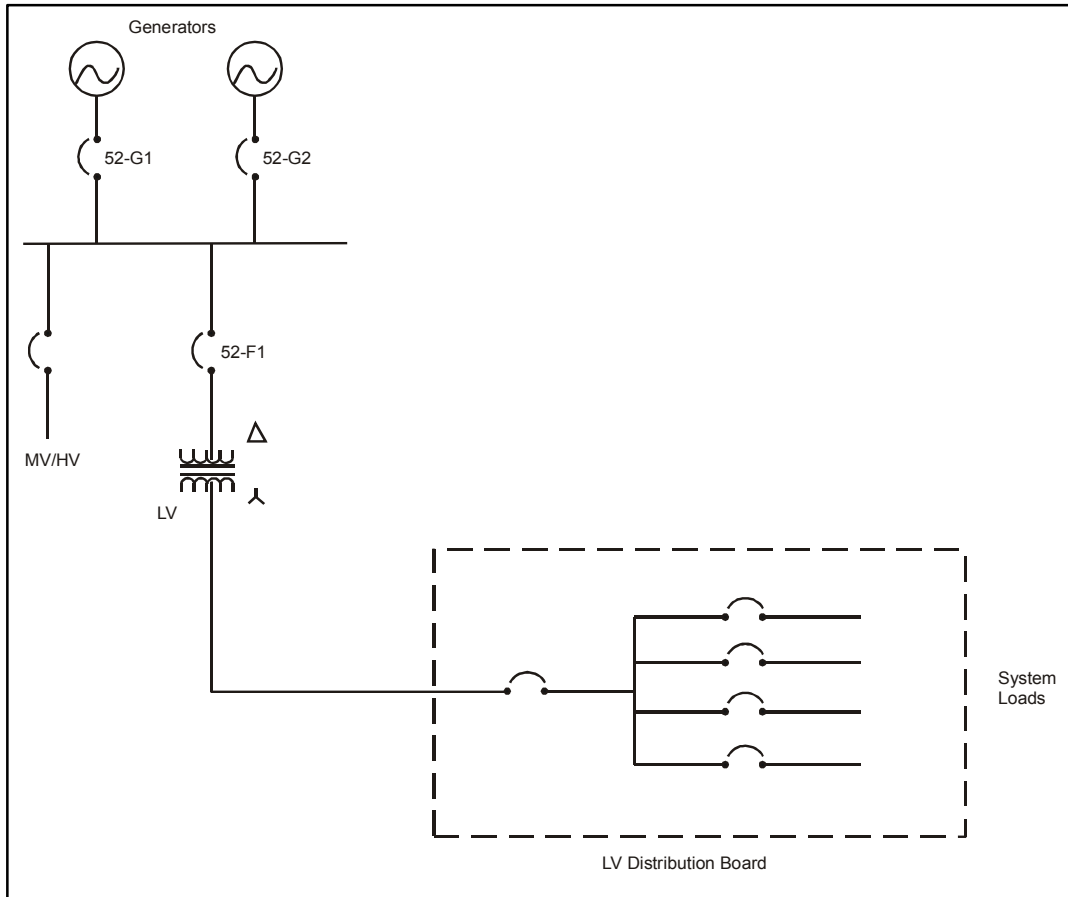 Generators
52-G1
52-G2
52-F1
MV/HV
LV
System
Loads
LV Distribution Board